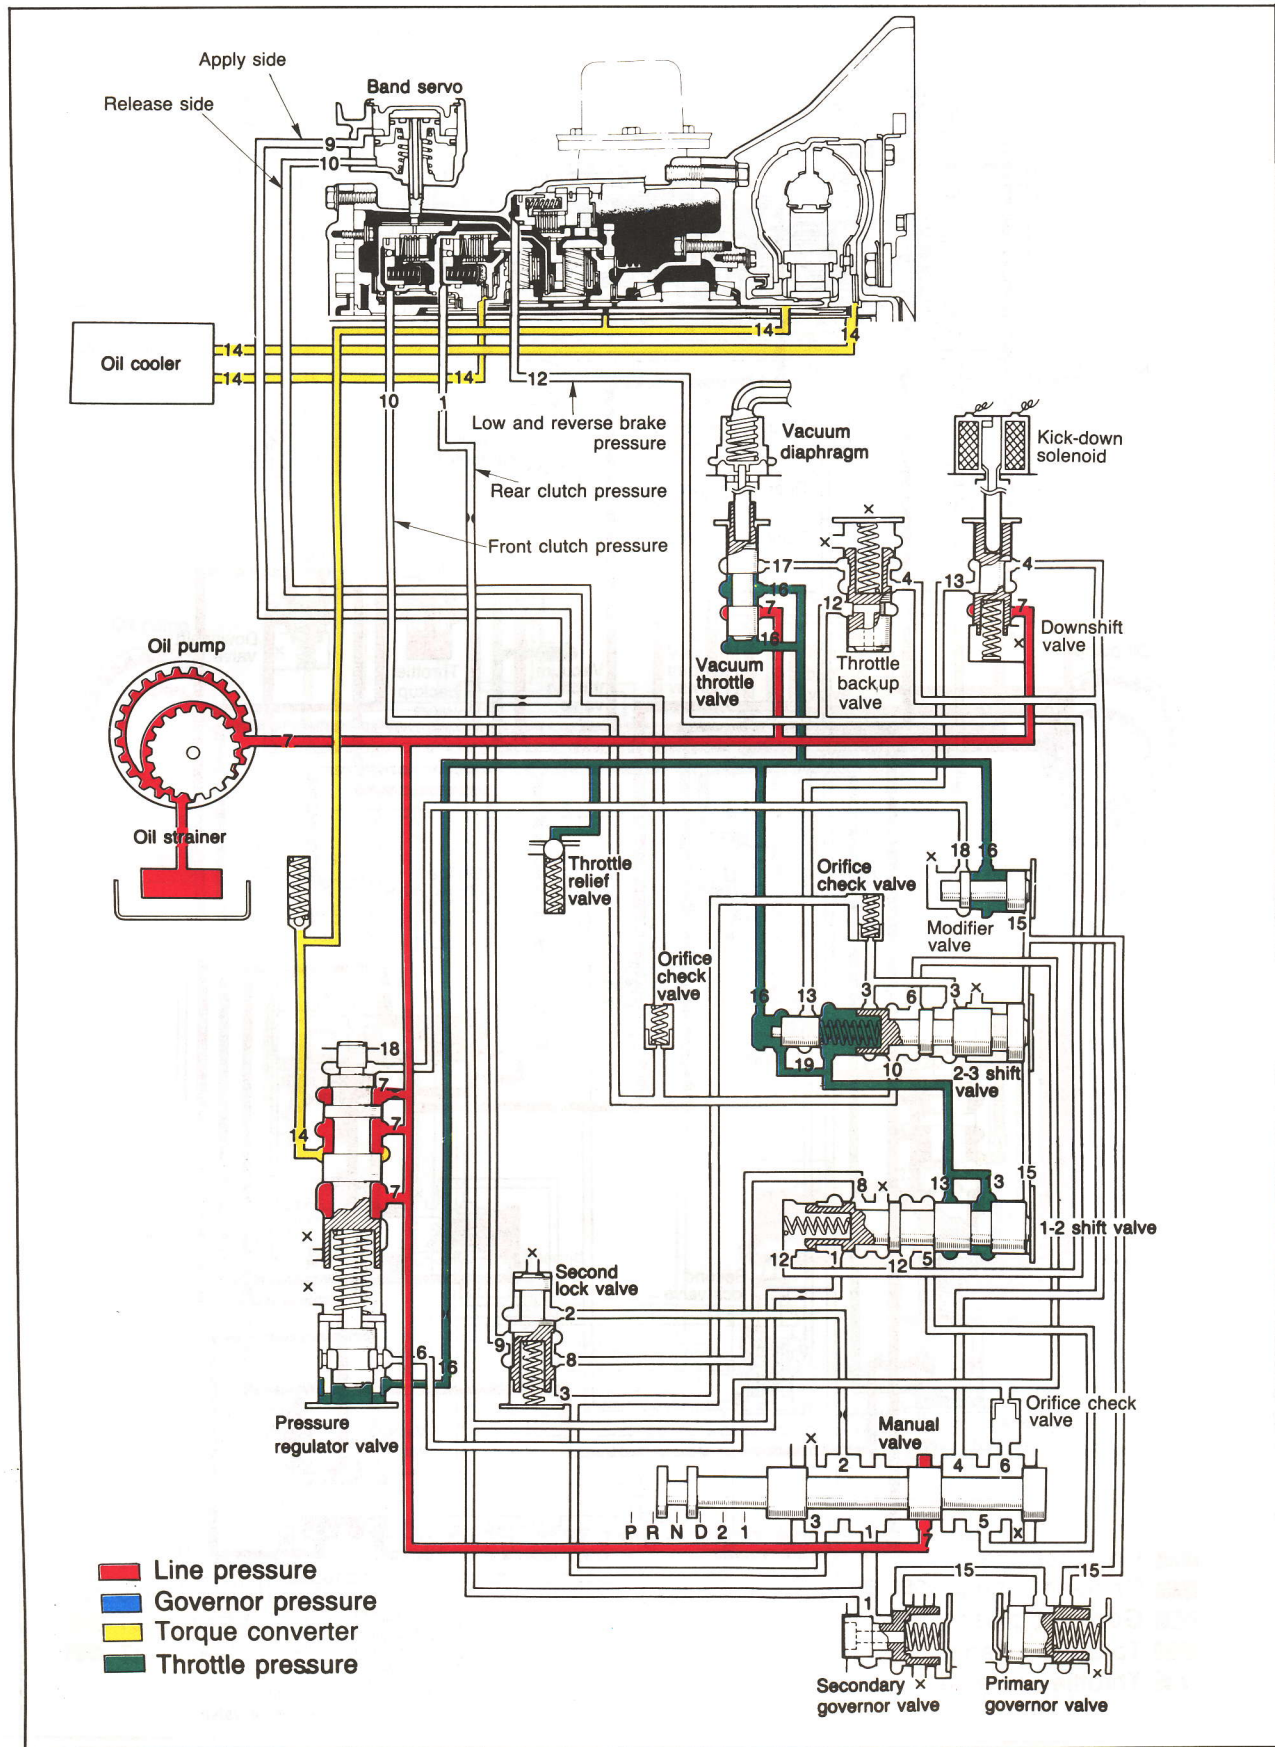 Apply side
Band servo
Release side
9
10
14
14
Oil cooler
14
14
14
12
10
1
Low and reverse brake
pressure
Vacuum
diaphragm
Kick-down
solenoid
Rear clutch pressure
Front clutch pressure
x
x
17
4
13
4
16
12
7
7
16
x
Downshift
valve
Oil pump
Vacuum
throttle
valve
Throttle
backup
valve
7
Oil strainer
18
16
x
Throttle
relief
valve
Orifice
check valve
15
Modifier
valve
Orifice
check
valve
16
13
3
6
3
x
18
19
10
2-3 shift
valve
7
7
14
7
8
x
13
3
15
1-2 shift valve
x
12
1
12
5
x
Second
lock valve
x
2
9
8
6
16
3
Pressure
regulator valve
Orifice check
valve
Manual
valve
x
2
4
6
P R N D 2 1
3
1
7
5
x
Line pressure
Governor pressure
Torque converter
Throttle pressure
15
15
1
Secondary x
governor valve
x
Primary
governor valve